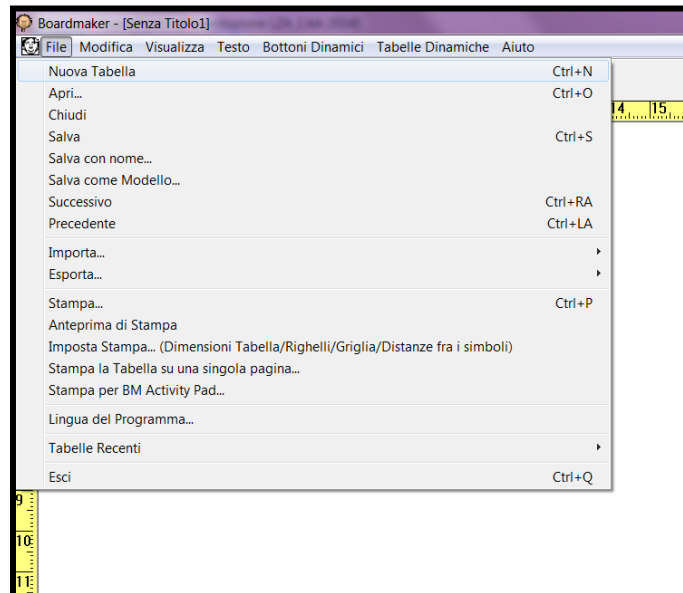 Boardmaker - [Senza Titolo1]
File Modifica Visualizza Testo Bottoni Dinamici Tabelle Dinamiche Aiuto
Nuova Tabella Ctrl+N
Apri... Ctrl+O
Chiudi
Salva Ctrl+S
Salva con nome...
Salva come Modello...
Successivo Ctrl+RA
Precedente Ctrl+LA
Importa...
Esporta...
Stampa... Ctrl+P
Anteprima di Stampa
Imposta Stampa... (Dimensioni Tabella/Righelli/Griglia/Distanze fra i simboli)
Stampa la Tabella su una singola pagina...
Stampa per BM Activity Pad...
Lingua del Programma...
Tabelle Recenti
Esci Ctrl+Q
14 15
9
10
11